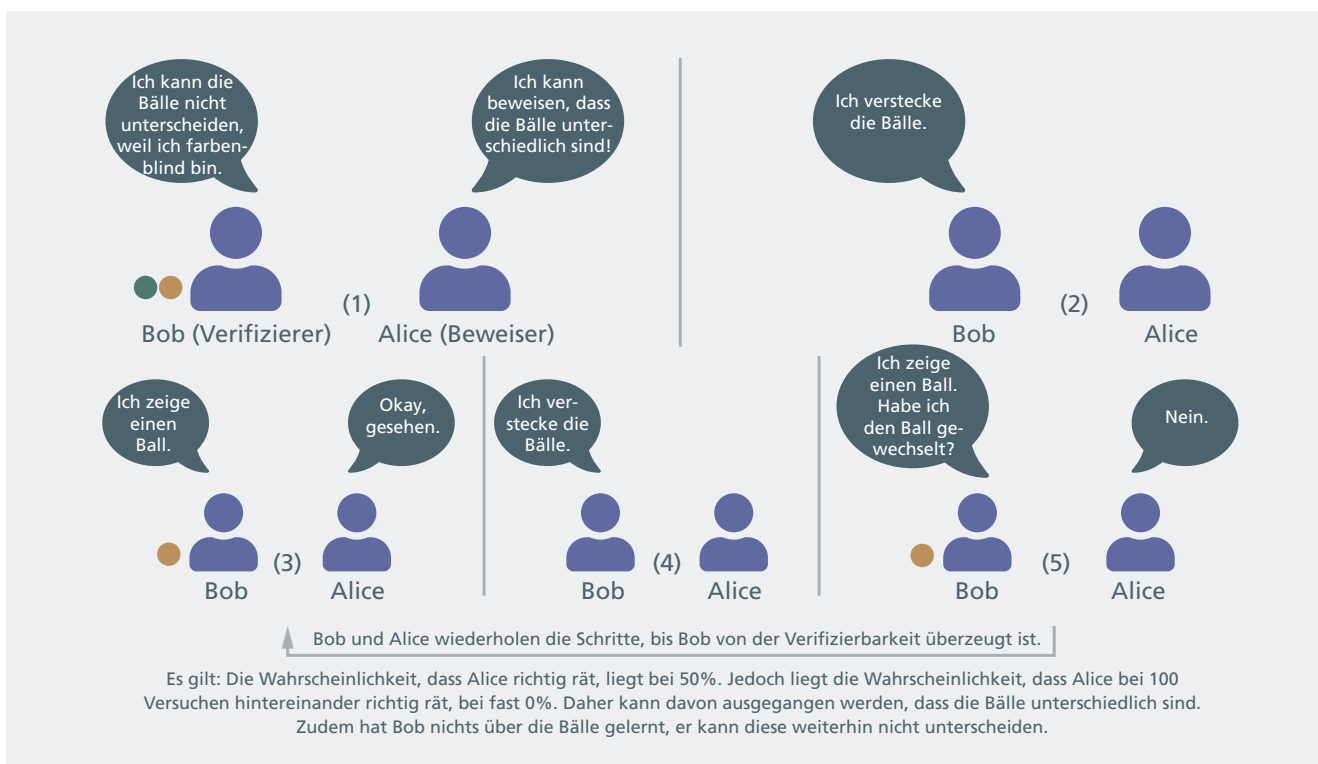 Ich kann die
Bälle nicht
unterscheiden,
weil ich farben-
blind bin.
Ich kann
beweisen, dass
die Bälle unter-
schiedlich sind!
Ich verstecke
die Bälle.
(1)
(2)
Bob (Verifizierer)
Alice (Beweiser)
Bob
Alice
Ich zeige
einen
Ball.
Okay,
gesehen.
Ich ver-
stecke die
Bälle.
Ich zeige
einen Ball.
Habe ich
den Ball ge-
wechselt?
Nein.
(3)
(4)
(5)
Bob
Alice
Bob
Alice
Bob
Alice
Bob und Alice wiederholen die Schritte, bis Bob von der Verifizierbarkeit überzeugt ist.
Es gilt: Die Wahrscheinlichkeit, dass Alice richtig rät, liegt bei 50%. Jedoch liegt die Wahrscheinlichkeit, dass Alice bei 100
Versuchen hintereinander richtig rät, bei fast 0%. Daher kann davon ausgegangen werden, dass die Bälle unterschiedlich sind.
Zudem hat Bob nichts über die Bälle gelernt, er kann diese weiterhin nicht unterscheiden.